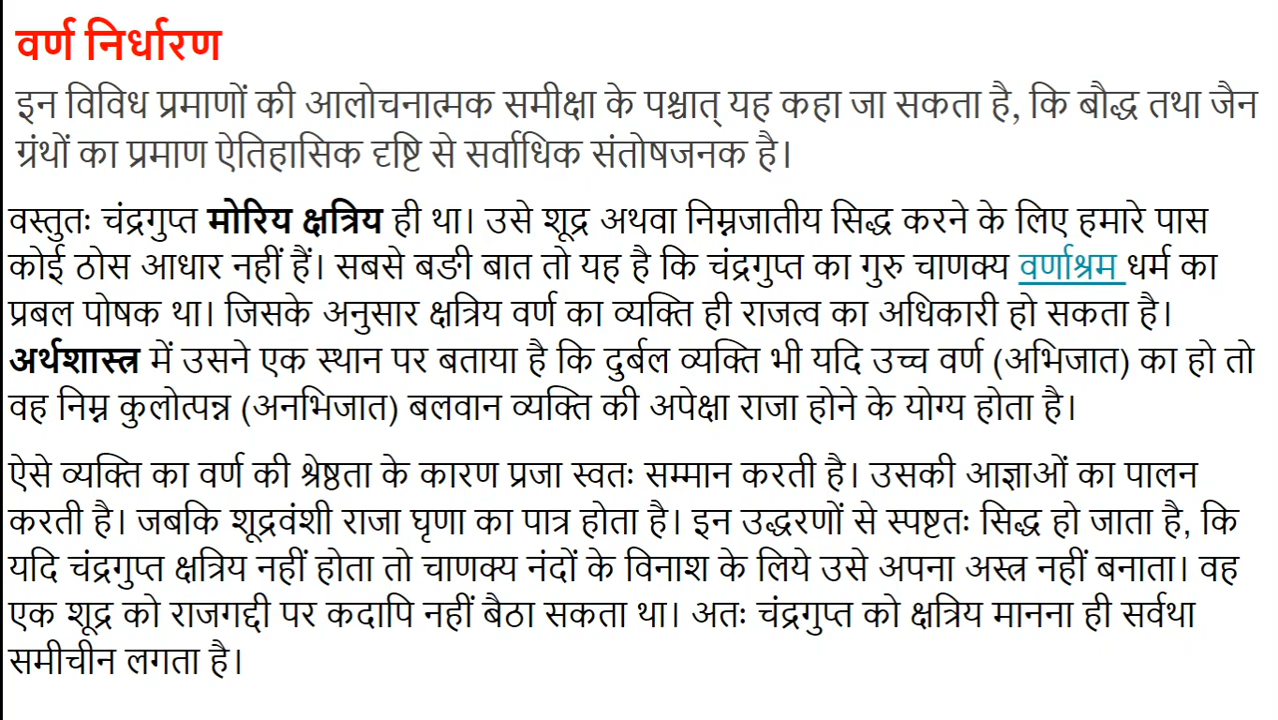 वर्ण निर्धारण
इन विविध प्रमाणों की आलोचनात्मक समीक्षा के पश्चात् यह कहा जा सकता है, कि बौद्ध तथा जैन
ग्रंथों का प्रमाण ऐतिहासिक दृष्टि से सर्वाधिक संतोषजनक है।
वस्तुतः चंद्रगुप्त मोरिय क्षत्रिय ही था। उसे शूद्र अथवा निम्नजातीय सिद्ध करने के लिए हमारे पास
कोई ठोस आधार नहीं हैं। सबसे बङी बात तो यह है कि चंद्रगुप्त का गुरु चाणक्य वर्णाश्रम धर्म का
प्रबल पोषक था। जिसके अनुसार क्षत्रिय वर्ण का व्यक्ति ही राजत्व का अधिकारी हो सकता है।
अर्थशास्त्र में उसने एक स्थान पर बताया है कि दुर्बल व्यक्ति भी यदि उच्च वर्ण (अभिजात) का हो तो
वह निम्न कुलोत्पन्न (अनभिजात) बलवान व्यक्ति की अपेक्षा राजा होने के योग्य होता है।
ऐसे व्यक्ति का वर्ण की श्रेष्ठता के कारण प्रजा स्वतः सम्मान करती है। उसकी आज्ञाओं का पालन
करती है। जबकि शूद्रवंशी राजा घृणा का पात्र होता है। इन उद्धरणों से स्पष्टतः सिद्ध हो जाता है, कि
यदि चंद्रगुप्त क्षत्रिय नहीं होता तो चाणक्य नंदों के विनाश के लिये उसे अपना अस्त्र नहीं बनाता। वह
एक शूद्र को राजगद्दी पर कदापि नहीं बैठा सकता था। अतः चंद्रगुप्त को क्षत्रिय मानना ही सर्वथा
समीचीन लगता है।